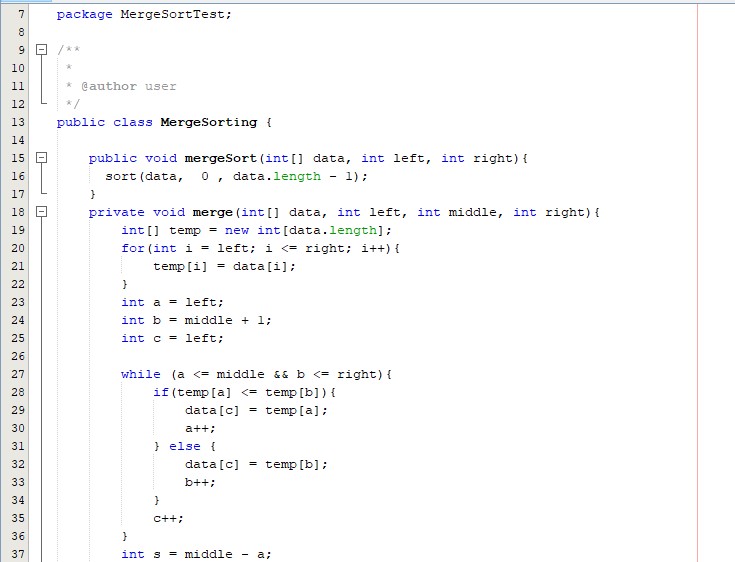 7 package MergeSortTest;
8
9 /**
10 *
11 * @author user
12 */
13 public class MergeSorting {
14
15 public void mergeSort(int[] data, int left, int right){
16 sort(data,  0 , data.length - 1);
17 }
18 private void merge(int[] data, int left, int middle, int right){
19 int[] temp = new int[data.length];
20 for(int i = left; i <= right; i++){
21 temp[i] = data[i];
22 }
23 int a = left;
24 int b = middle + 1;
25 int c = left;
26
27 while (a <= middle && b <= right){
28 if(temp[a] <= temp[b]){
29 data[c] = temp[a];
30 a++;
31 } else {
32 data[c] = temp[b];
33 b++;
34 }
35 c++;
36 }
37 int s = middle - a;